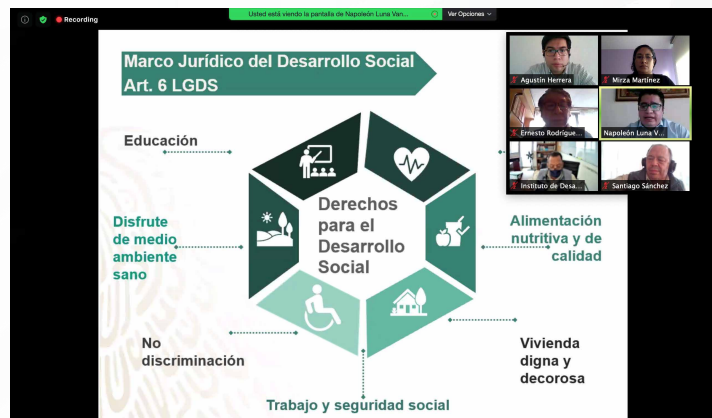 Recording
Usted está viendo la pantalla de Napoleón Luna Van...
Ver Opciones
Marco Jurídico del Desarrollo Social
Art. 6 LGDS
Agustín Herrera
Mirza Martínez
Ernesto Rodrígue...
Napoleón Luna V...
Instituto de Desa...
Santiago Sánchez
Educación
Derechos
para el
Desarrollo
Social
Disfrute
de medio
ambiente
sano
Alimentación
nutritiva y de
calidad
No
discriminación
Vivienda
digna y
decorosa
Trabajo y seguridad social